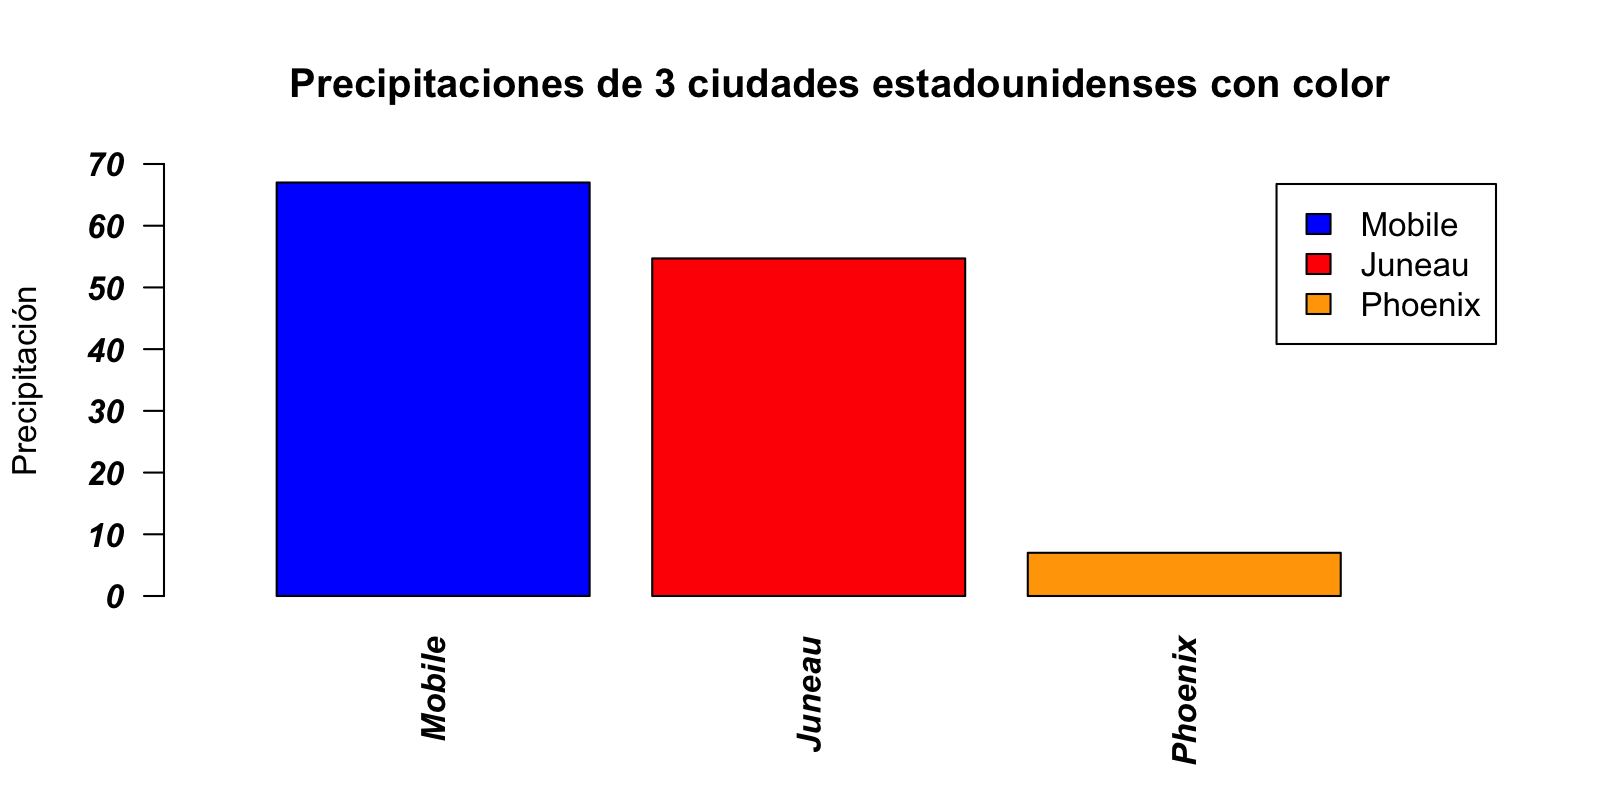 Precipitaciones de 3 ciudades estadounidenses con color
Precipitación
70
60
50
40
30
20
10
0
Mobile
Juneau
Phoenix
Mobile
Juneau
Phoenix